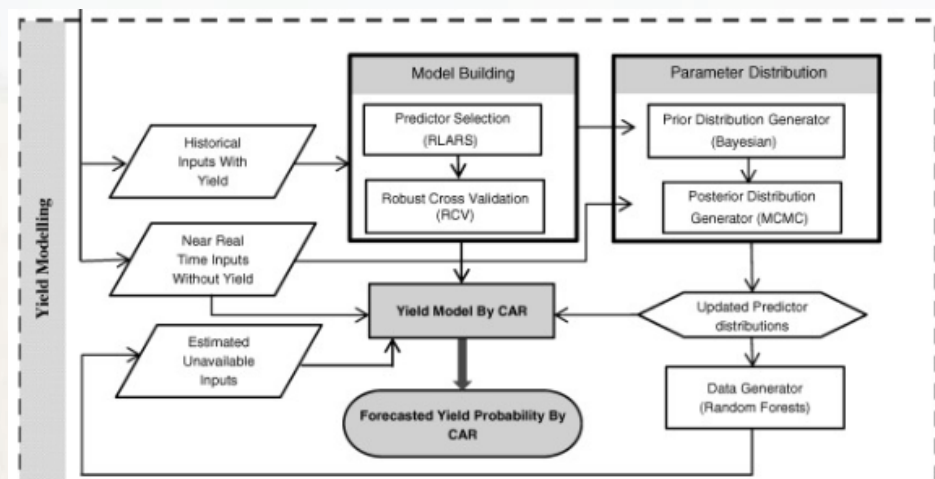 Yield Modelling
Model Building
Predictor Selection
(RLARS)
Robust Cross Validation
(RCV)
Parameter Distribution
Prior Distribution Generator
(Bayesian)
Posterior Distribution
Generator (MCMC)
Historical
Inputs With
Yield
Near Real
Time Inputs
Without Yield
Estimated
Unavailable
Inputs
Yield Model By CAR
Updated Predictor
distributions
Data Generator
(Random Forests)
Forecasted Yield Probability By
CAR